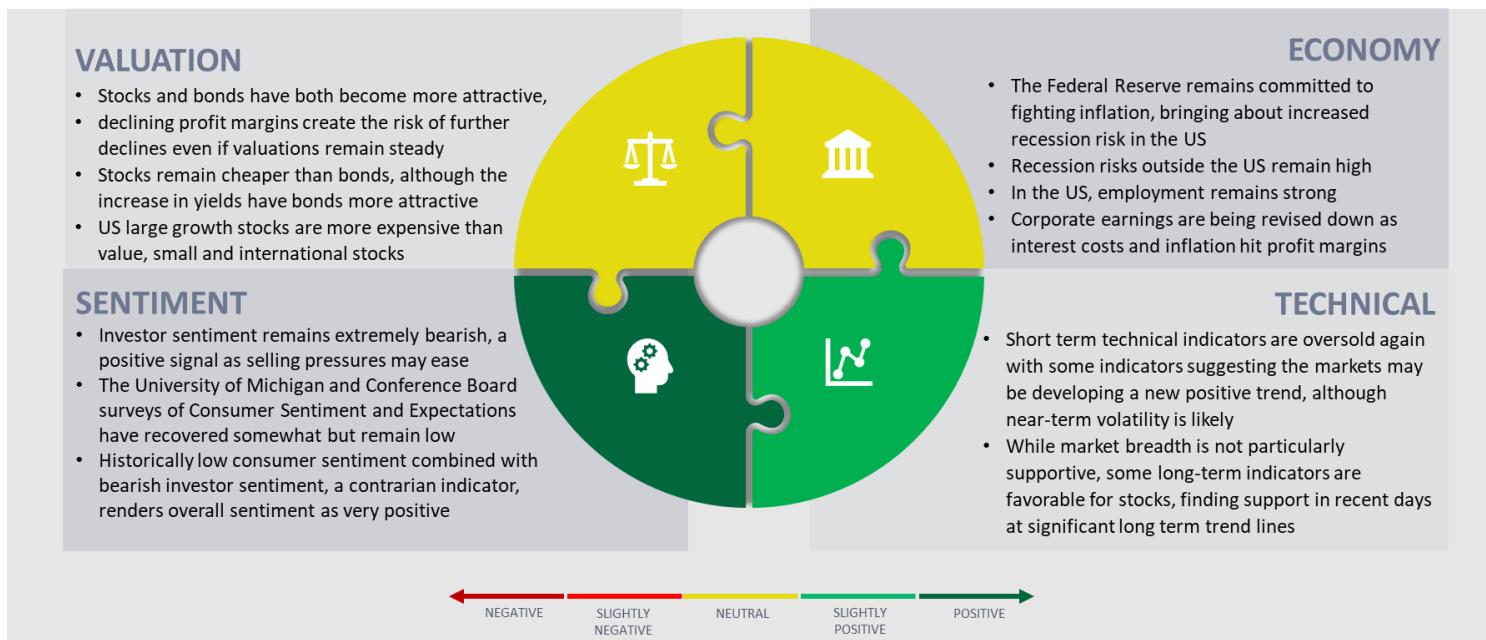 VALUATION
• Stocks and bonds have both become more attractive,
• declining profit margins create the risk of further
declines even if valuations remain steady
• Stocks remain cheaper than bonds, although the
increase in yields have bonds more attractive
• US large growth stocks are more expensive than
value, small and international stocks
ECONOMY
• The Federal Reserve remains committed to
fighting inflation, bringing about increased
recession risk in the US
• Recession risks outside the US remain high
• In the US, employment remains strong
• Corporate earnings are being revised down as
interest costs and inflation hit profit margins
SENTIMENT
• Investor sentiment remains extremely bearish, a
positive signal as selling pressures may ease
• The University of Michigan and Conference Board
surveys of Consumer Sentiment and Expectations
have recovered somewhat but remain low
• Historically low consumer sentiment combined with
bearish investor sentiment, a contrarian indicator,
renders overall sentiment as very positive
TECHNICAL
• Short term technical indicators are oversold again
with some indicators suggesting the markets may
be developing a new positive trend, although
near-term volatility is likely
• While market breadth is not particularly
supportive, some long-term indicators are
favorable for stocks, finding support in recent days
at significant long term trend lines
NEGATIVE
SLIGHTLY
NEGATIVE
NEUTRAL
SLIGHTLY
POSITIVE
POSITIVE